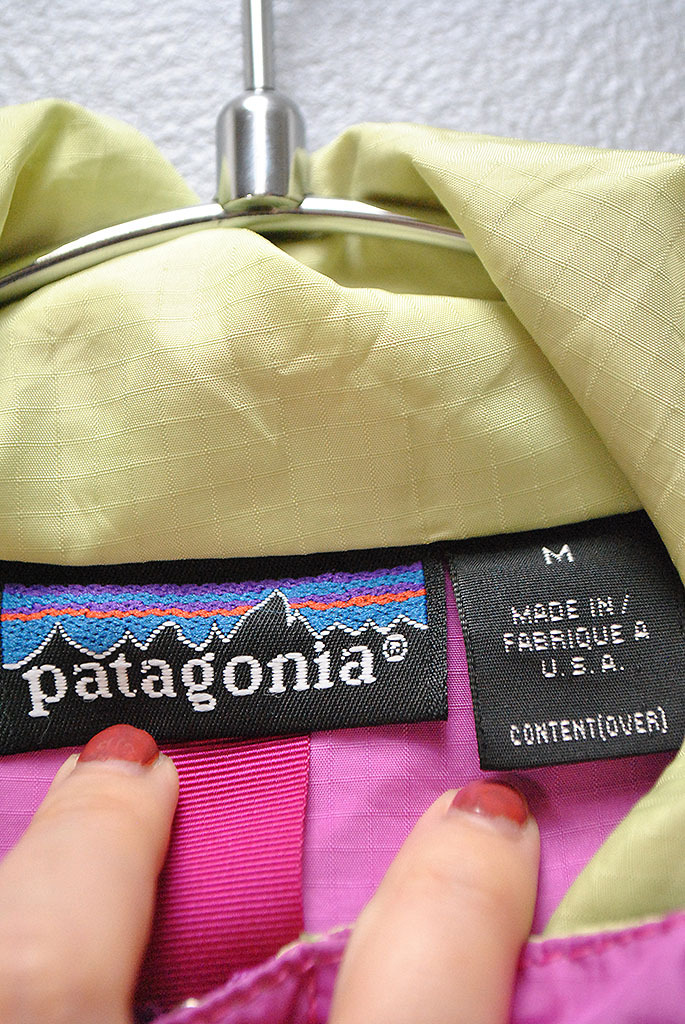 patagonia®
M
MADE IN /
FABRIQUE A
U.S.A.
CONTENT(OVER)